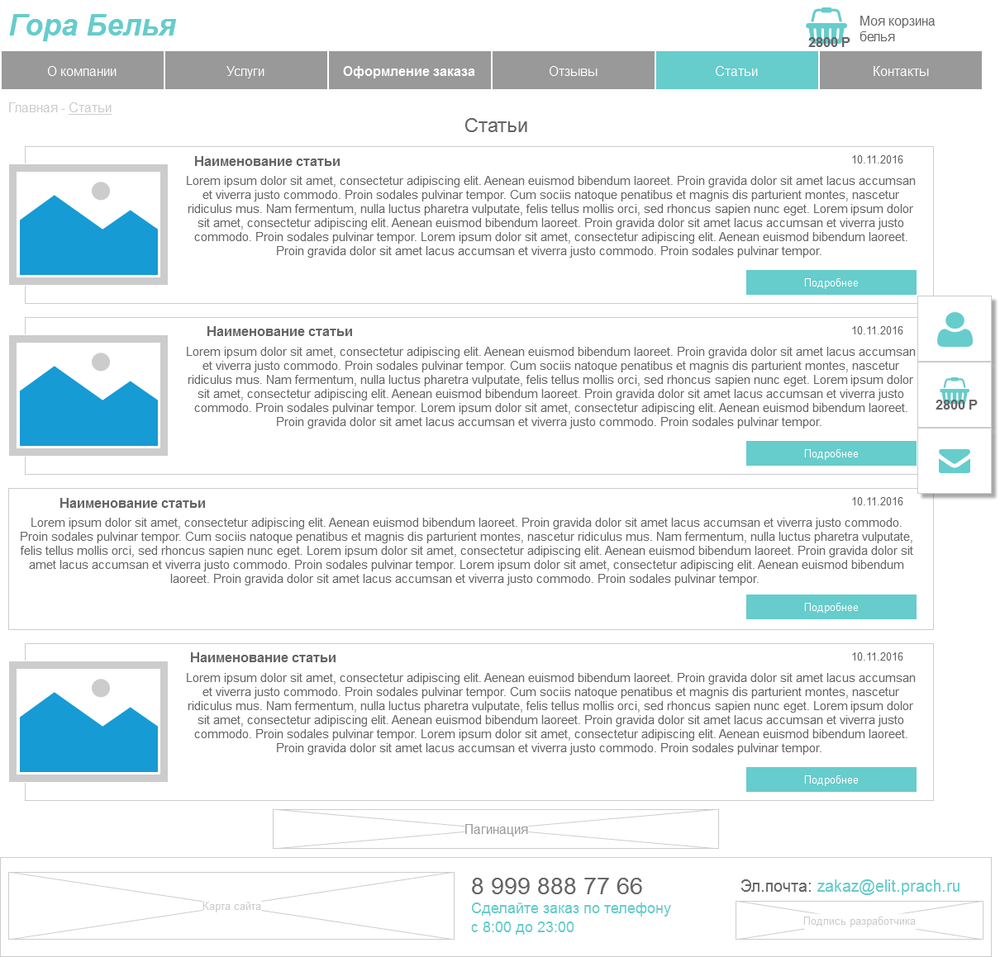 Гора Белья
Моя корзина
белья
2800 Р
О компании
Услуги
Оформление заказа
Отзывы
Статьи
Контакты
Главная - Статьи
Статьи
Наименование статьи
10.11.2016
Lorem ipsum dolor sit amet, consectetur adipiscing elit. Aenean euismod bibendum laoreet. Proin gravida dolor sit amet lacus accumsan
et viverra justo commodo. Proin sodales pulvinar tempor. Cum sociis natoque penatibus et magnis dis parturient montes, nascetur
ridiculus mus. Nam fermentum, nulla luctus pharetra vulputate, felis tellus mollis orci, sed rhoncus sapien nunc eget. Lorem ipsum dolor
sit amet, consectetur adipiscing elit. Aenean euismod bibendum laoreet. Proin gravida dolor sit amet lacus accumsan et viverra justo
commodo. Proin sodales pulvinar tempor. Lorem ipsum dolor sit amet, consectetur adipiscing elit. Aenean euismod bibendum laoreet.
Proin gravida dolor sit amet lacus accumsan et viverra justo commodo. Proin sodales pulvinar tempor.
Подробнее
Наименование статьи
10.11.2016
Lorem ipsum dolor sit amet, consectetur adipiscing elit. Aenean euismod bibendum laoreet. Proin gravida dolor sit amet lacus accumsan
et viverra justo commodo. Proin sodales pulvinar tempor. Cum sociis natoque penatibus et magnis dis parturient montes, nascetur
ridiculus mus. Nam fermentum, nulla luctus pharetra vulputate, felis tellus mollis orci, sed rhoncus sapien nunc eget. Lorem ipsum dolor
sit amet, consectetur adipiscing elit. Aenean euismod bibendum laoreet. Proin gravida dolor sit amet lacus accumsan et viverra justo
commodo. Proin sodales pulvinar tempor. Lorem ipsum dolor sit amet, consectetur adipiscing elit. Aenean euismod bibendum laoreet.
Proin gravida dolor sit amet lacus accumsan et viverra justo commodo. Proin sodales pulvinar tempor.
Подробнее
2800 Р
Наименование статьи
10.11.2016
Lorem ipsum dolor sit amet, consectetur adipiscing elit. Aenean euismod bibendum laoreet. Proin gravida dolor sit amet lacus accumsan et viverra justo commodo.
Proin sodales pulvinar tempor. Cum sociis natoque penatibus et magnis dis parturient montes, nascetur ridiculus mus. Nam fermentum, nulla luctus pharetra vulputate,
felis tellus mollis orci, sed rhoncus sapien nunc eget. Lorem ipsum dolor sit amet, consectetur adipiscing elit. Aenean euismod bibendum laoreet. Proin gravida dolor sit
amet lacus accumsan et viverra justo commodo. Proin sodales pulvinar tempor. Lorem ipsum dolor sit amet, consectetur adipiscing elit. Aenean euismod bibendum
laoreet. Proin gravida dolor sit amet lacus accumsan et viverra justo commodo. Proin sodales pulvinar tempor.
Подробнее
Наименование статьи
10.11.2016
Lorem ipsum dolor sit amet, consectetur adipiscing elit. Aenean euismod bibendum laoreet. Proin gravida dolor sit amet lacus accumsan
et viverra justo commodo. Proin sodales pulvinar tempor. Cum sociis natoque penatibus et magnis dis parturient montes, nascetur
ridiculus mus. Nam fermentum, nulla luctus pharetra vulputate, felis tellus mollis orci, sed rhoncus sapien nunc eget. Lorem ipsum dolor
sit amet, consectetur adipiscing elit. Aenean euismod bibendum laoreet. Proin gravida dolor sit amet lacus accumsan et viverra justo
commodo. Proin sodales pulvinar tempor. Lorem ipsum dolor sit amet, consectetur adipiscing elit. Aenean euismod bibendum laoreet.
Proin gravida dolor sit amet lacus accumsan et viverra justo commodo. Proin sodales pulvinar tempor.
Подробнее
Пагинация
Карта сайта
8 999 888 77 66
Сделайте заказ по телефону
с 8:00 до 23:00
Эл.почта: zakaz@elit.prach.ru
Подпись разработчика